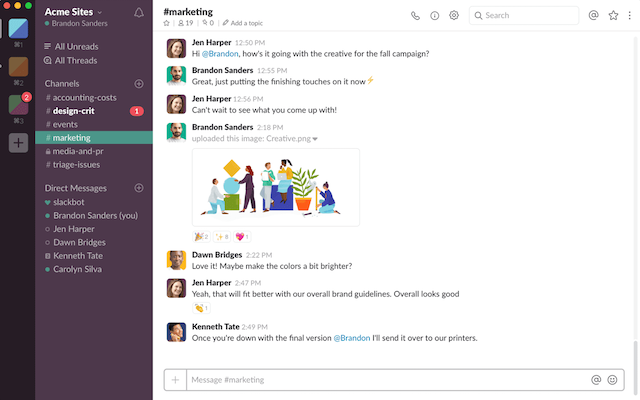 Acme Sites
Brandon Sanders
⌘1
⌘2
2
⌘3
All Unreads
All Threads
Channels
# accounting-costs
# design-crit 1
# events
# marketing
media-and-pr
# triage-issues
Direct Messages
slackbot
Brandon Sanders (you)
Jen Harper
Dawn Bridges
Kenneth Tate
Carolyn Silva
#marketing
19
0
Add a topic
Search
Jen Harper 12:50 PM
Hi @Brandon, how's it going with the creative for the fall campaign?
Brandon Sanders 12:55 PM
Great, just putting the finishing touches on it now⚡
Jen Harper 12:56 PM
Can't wait to see what you come up with!
Brandon Sanders 2:18 PM
uploaded this image: Creative.png
2
8
1
Dawn Bridges 2:22 PM
Love it! Maybe make the colors a bit brighter?
Jen Harper 2:47 PM
Yeah, that will fit better with our overall brand guidelines. Overall looks good
1
Kenneth Tate 2:49 PM
Once you're down with the final version @Brandon I'll send it over to our printers.
Message #marketing